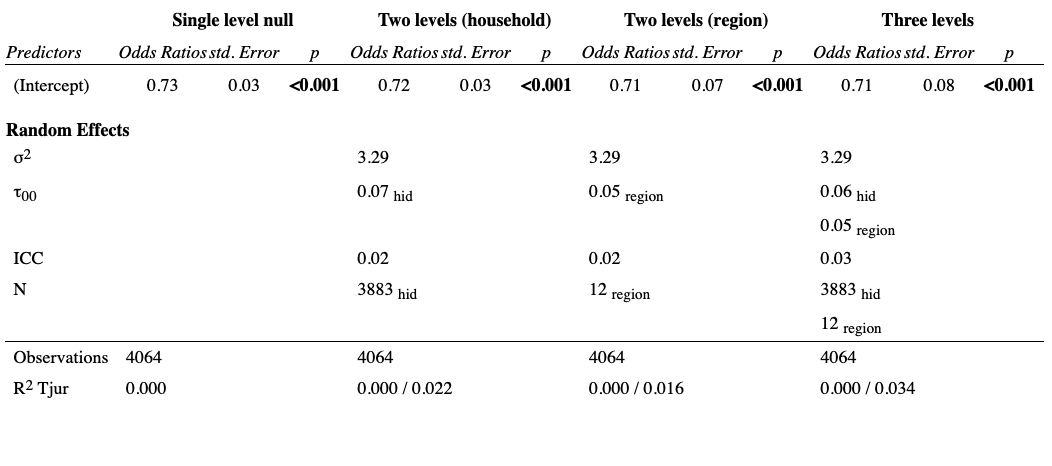 Single level null Two levels (household) Two levels (region) Three levels
Predictors Odds Ratios std. Error p Odds Ratios std. Error p Odds Ratios std. Error p Odds Ratios std. Error p
(Intercept) 0.73 0.03 <0.001 0.72 0.03 <0.001 0.71 0.07 <0.001 0.71 0.08 <0.001
Random Effects
σ2 3.29 3.29 3.29
τ00 0.07 hid 0.05 region 0.06 hid
0.05 region
ICC 0.02 0.02 0.03
N 3883 hid 12 region 3883 hid
12 region
Observations 4064 4064 4064 4064
R2 Tjur 0.000 0.000 / 0.022 0.000 / 0.016 0.000 / 0.034